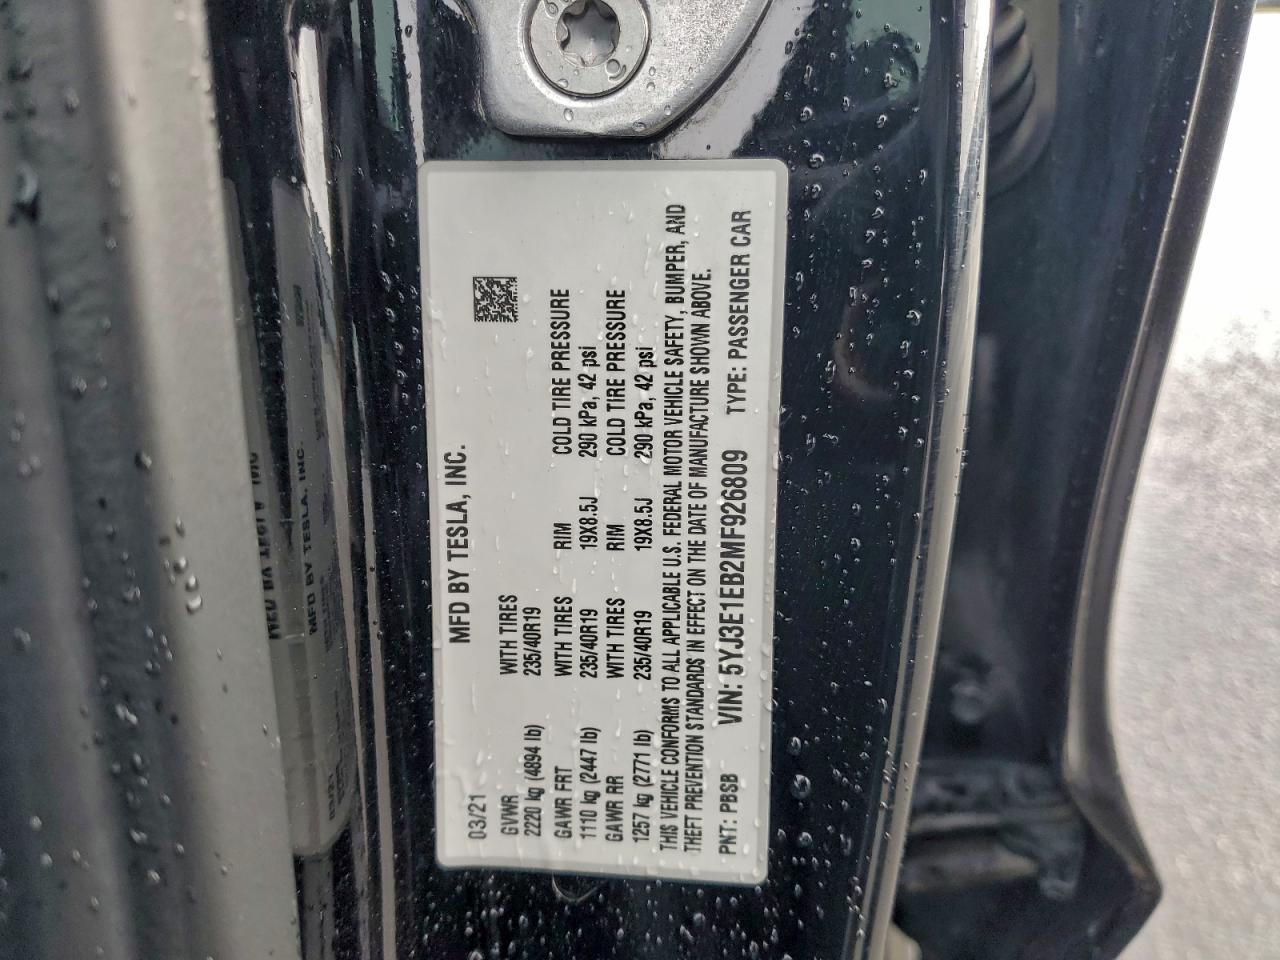 MFD BY TESLA, INC.
03/21
GVWR WITH TIRES
2220 kg (4894 lb) 235/40R19
GAWR FRT WITH TIRES RIM COLD TIRE PRESSURE
1110 kg (2447 lb) 235/40R19 19X8.5J 290 kPa, 42 psi
GAWR RR WITH TIRES RIM COLD TIRE PRESSURE
1257 kg (2771 lb) 235/40R19 19X8.5J 290 kPa, 42 psi
THIS VEHICLE CONFORMS TO ALL APPLICABLE U.S. FEDERAL MOTOR VEHICLE SAFETY, BUMPER, AND
THEFT PREVENTION STANDARDS IN EFFECT ON THE DATE OF MANUFACTURE SHOWN ABOVE.
PNT: PBSB VIN: 5YJ3E1EB2MF926809 TYPE: PASSENGER CAR
MFD BY TESLA, INC.